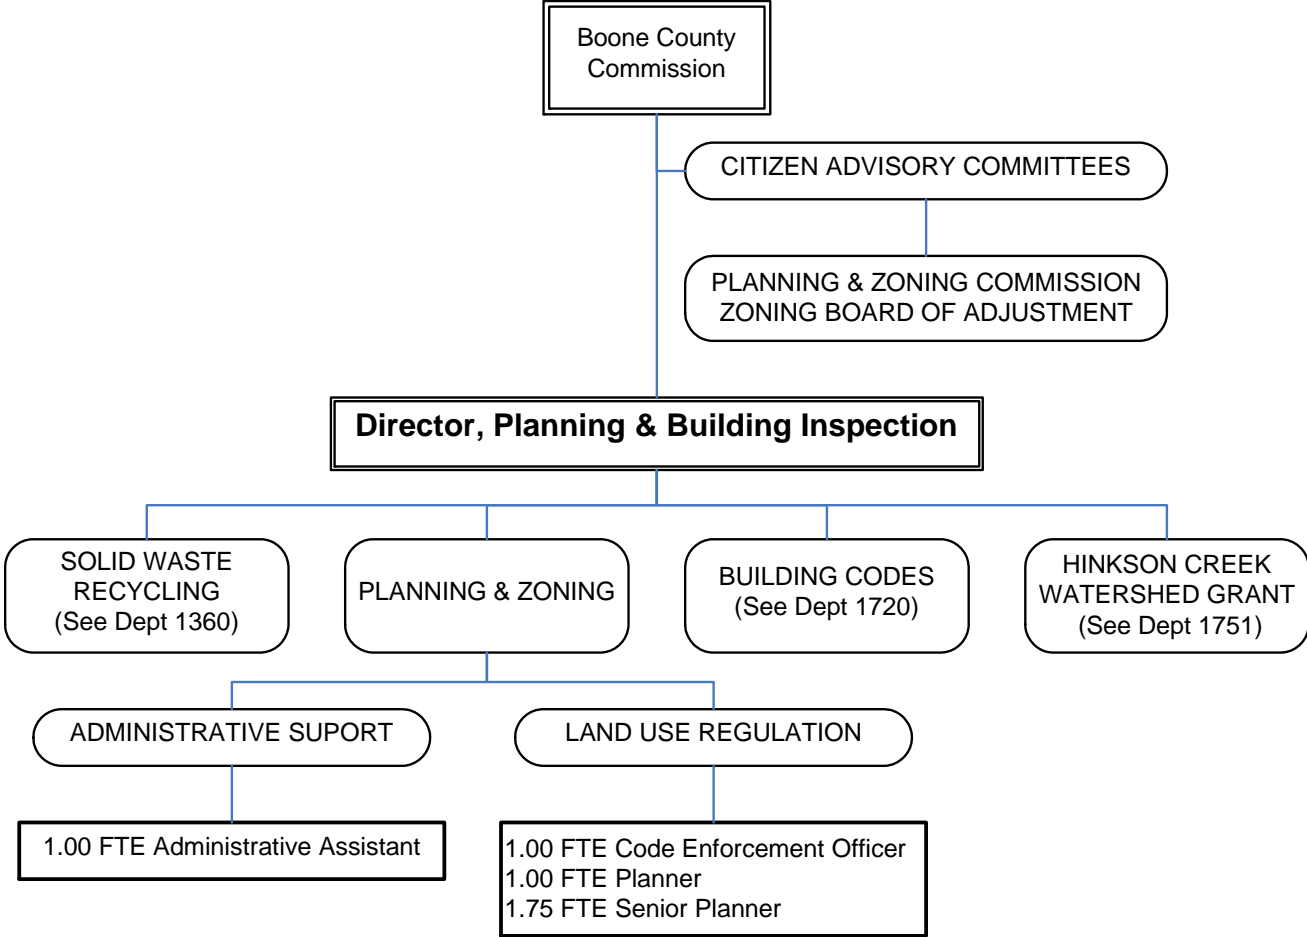 Boone County
Commission
CITIZEN ADVISORY COMMITTEES
PLANNING & ZONING COMMISSION
ZONING BOARD OF ADJUSTMENT
Director, Planning & Building Inspection
SOLID WASTE
RECYCLING
(See Dept 1360)
PLANNING & ZONING
BUILDING CODES
(See Dept 1720)
HINKSON CREEK
WATERSHED GRANT
(See Dept 1751)
ADMINISTRATIVE SUPORT
LAND USE REGULATION
1.00 FTE Administrative Assistant
1.00 FTE Code Enforcement Officer
1.00 FTE Planner
1.75 FTE Senior Planner